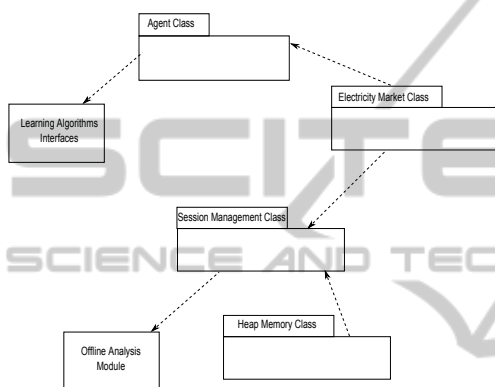 Agent Class
Electricity Market Class
Learning Algorithms
Interfaces
SCITE
Session Management Class
SCIENCE AND TEC
Heap Memory Class
Offline Analysis
Module